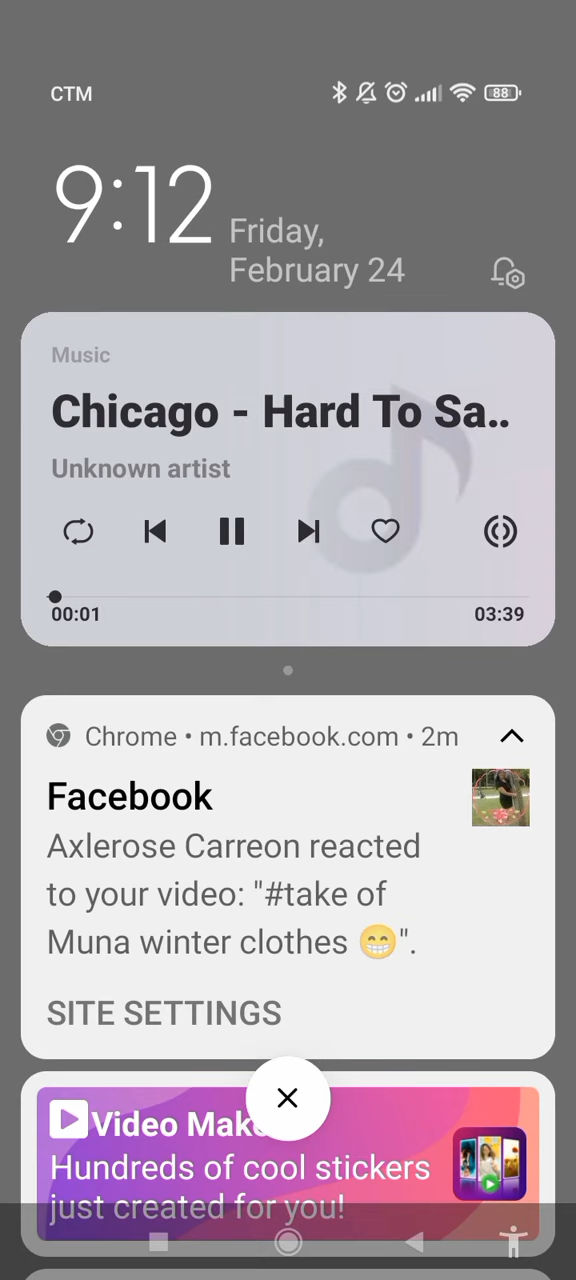 CTM
88
9:12
Friday,
February 24
Music
Chicago - Hard To Sa..
Unknown artist
00:01
03:39
Chrome • m.facebook.com • 2m
Facebook
Axlerose Carreon reacted
to your video: "#take of
Muna winter clothes 😁".
SITE SETTINGS
Video Make
Hundreds of cool stickers
just created for you!